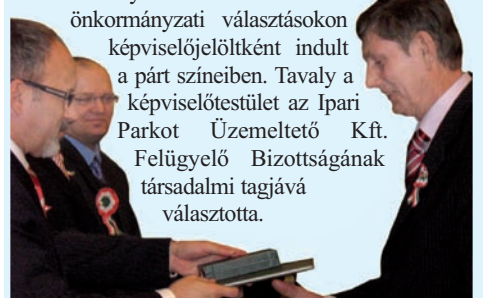 önkormányzati választásokon
képviselőjelöltként indult
a párt színeiben. Tavaly a
képviselőtestület az Ipari
Parkot Üzemeltető Kft.
Felügyelő Bizottságának
társadalmi tagjává
választotta.